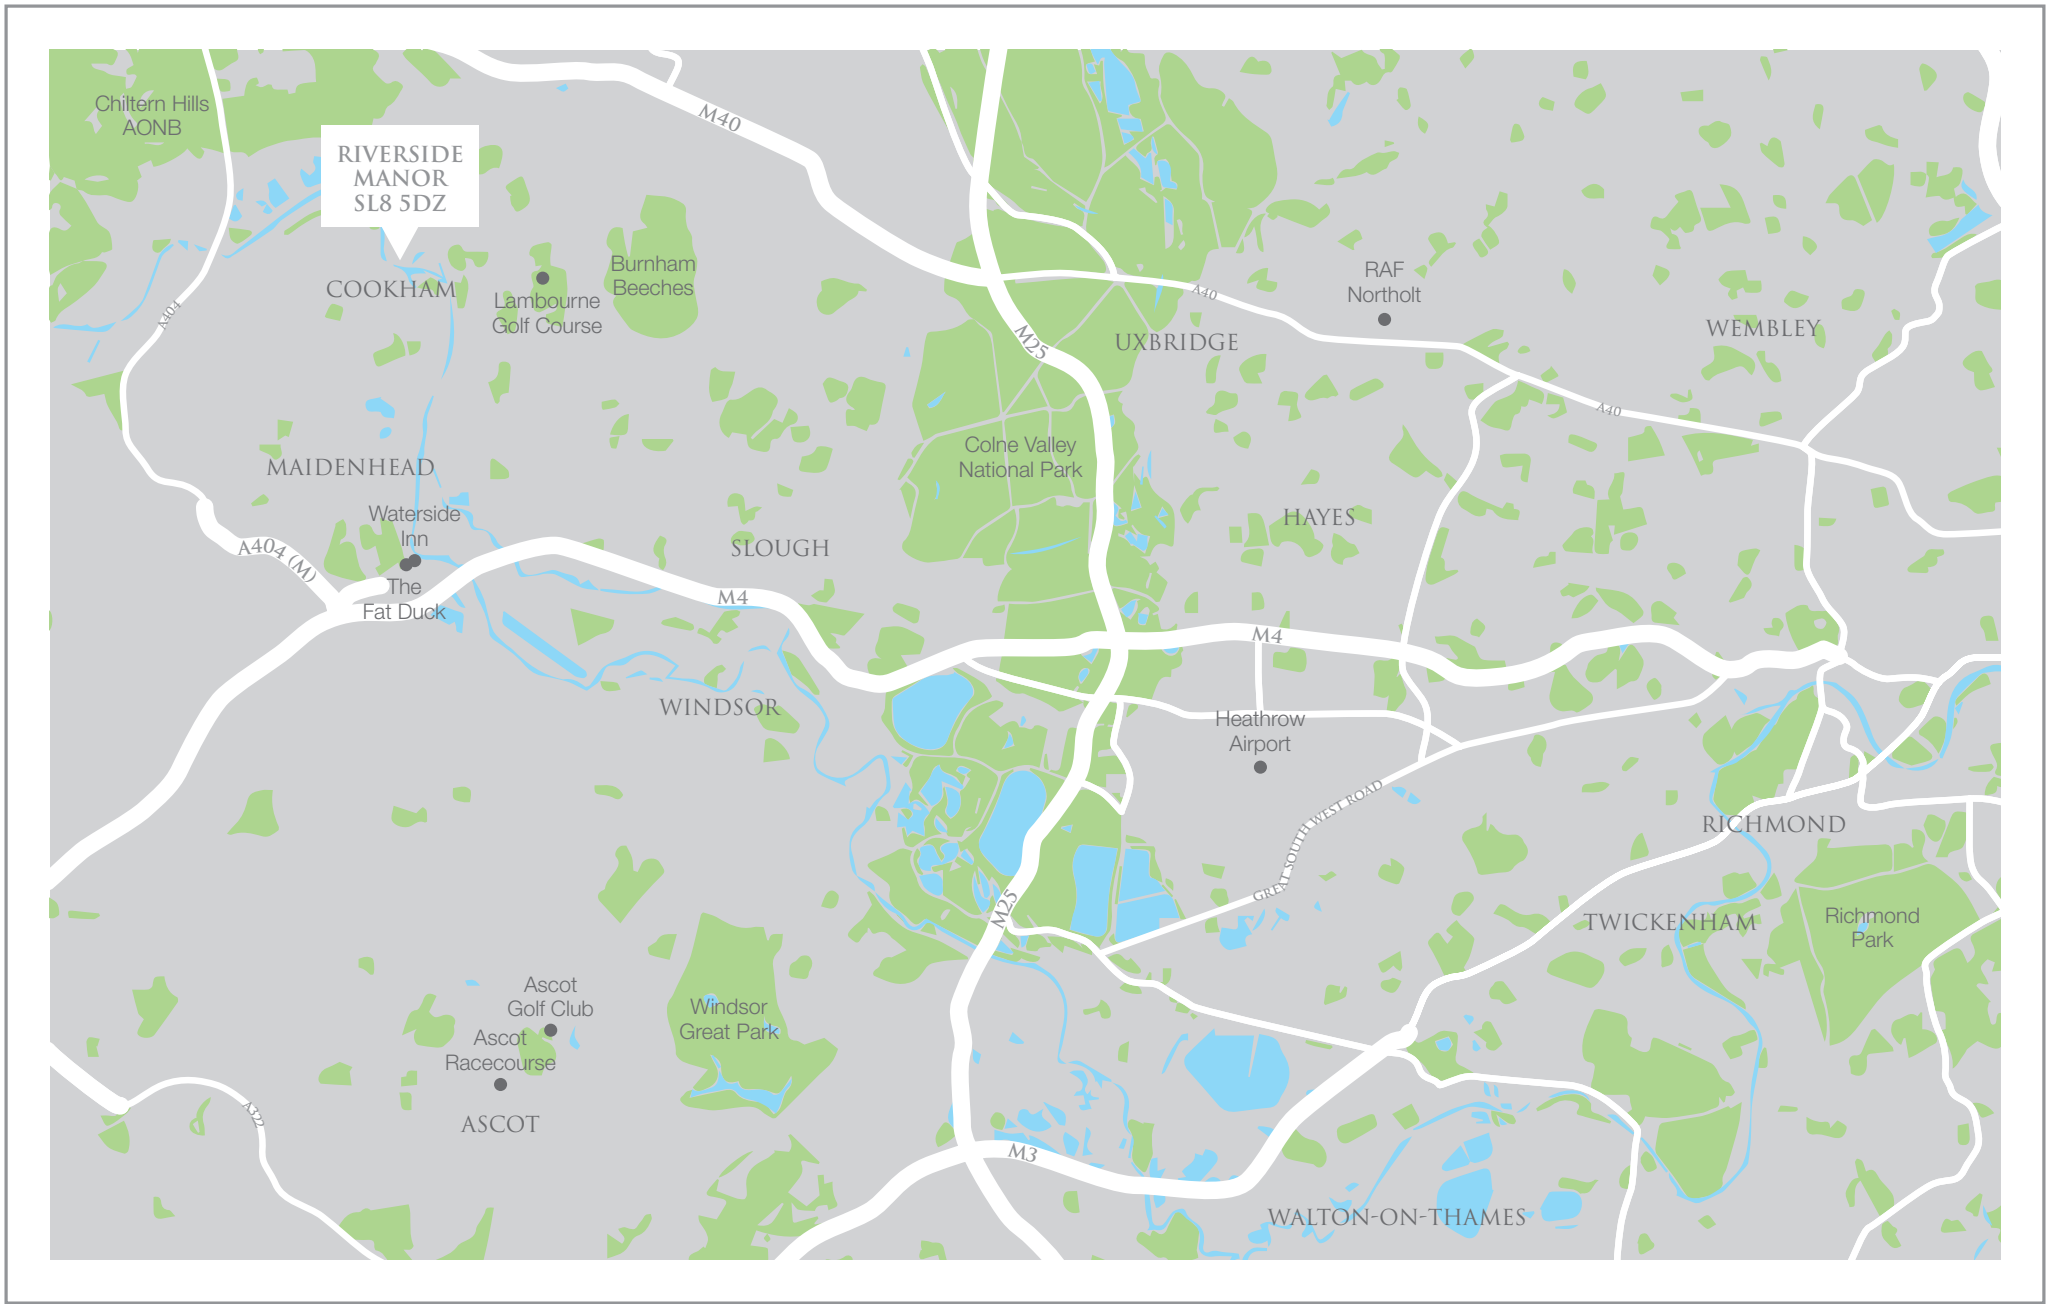 Chiltern Hills
AONB
M40
RIVERSIDE
MANOR
SL8 5DZ
COOKHAM
Lambourne
Golf Course
Burnham
Beeches
A404
M25
UXBRIDGE
A40
RAF
Northolt
WEMBLEY
A40
Colne Valley
National Park
MAIDENHEAD
Waterside
Inn
A404 (M)
The
Fat Duck
SLOUGH
HAYES
M4
M4
WINDSOR
Heathrow
Airport
GREAT SOUTH WEST ROAD
RICHMOND
M25
TWICKENHAM
Richmond
Park
Ascot
Golf Club
Ascot
Racecourse
Windsor
Great Park
A322
ASCOT
M3
WALTON-ON-THAMES